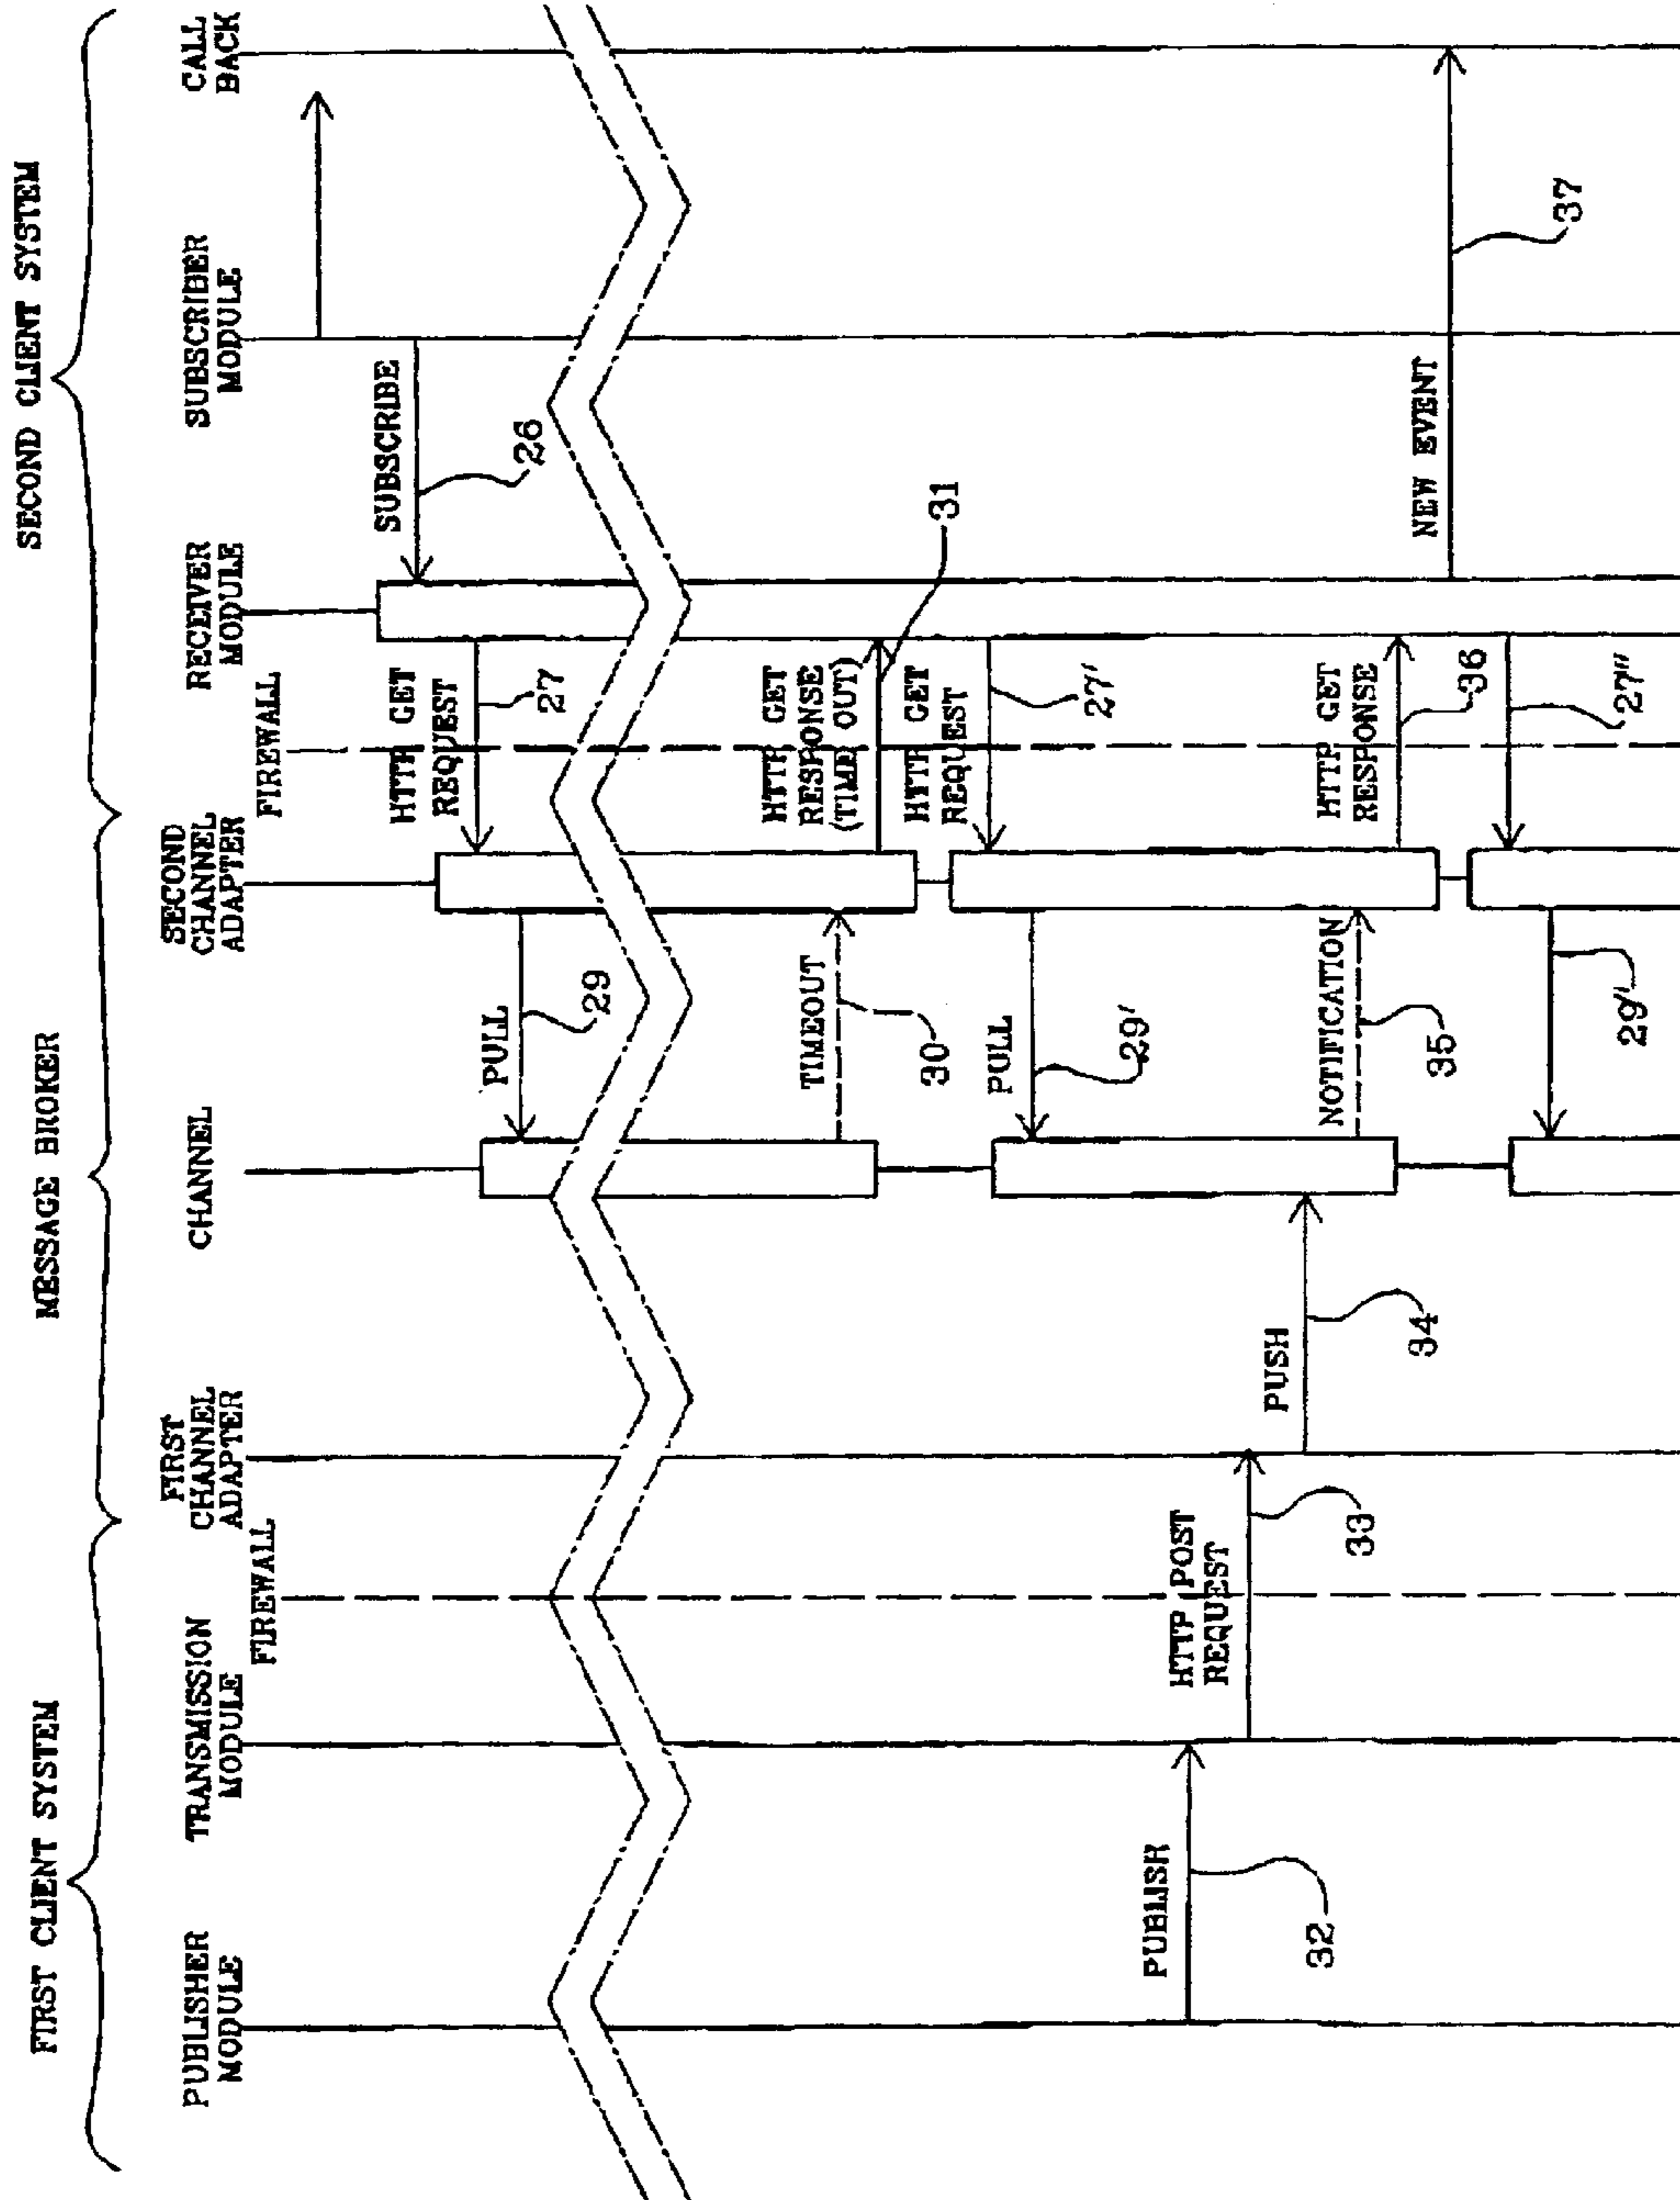 FIRST CLIENT SYSTEM
MESSAGE BROKER
SECOND CLIENT SYSTEM
PUBLISHER
MODULE
TRANSMISSION
MODULE
FIREWALL
FIRST
CHANNEL
ADAPTER
CHANNEL
SECOND
CHANNEL
ADAPTER
FIREWALL
RECEIVER
MODULE
SUBSCRIBER
MODULE
CALL
BACK
SUBSCRIBE
26
HTTP GET
REQUEST
27
PULL
29
TIMEOUT
30
HTTP GET
RESPONSE
(TIME OUT)
31
HTTP GET
REQUEST
27'
PULL
29'
PUBLISH
32
HTTP POST
REQUEST
33
PUSH
34
NOTIFICATION
35
HTTP GET
RESPONSE
36
NEW EVENT
37
27"
29"